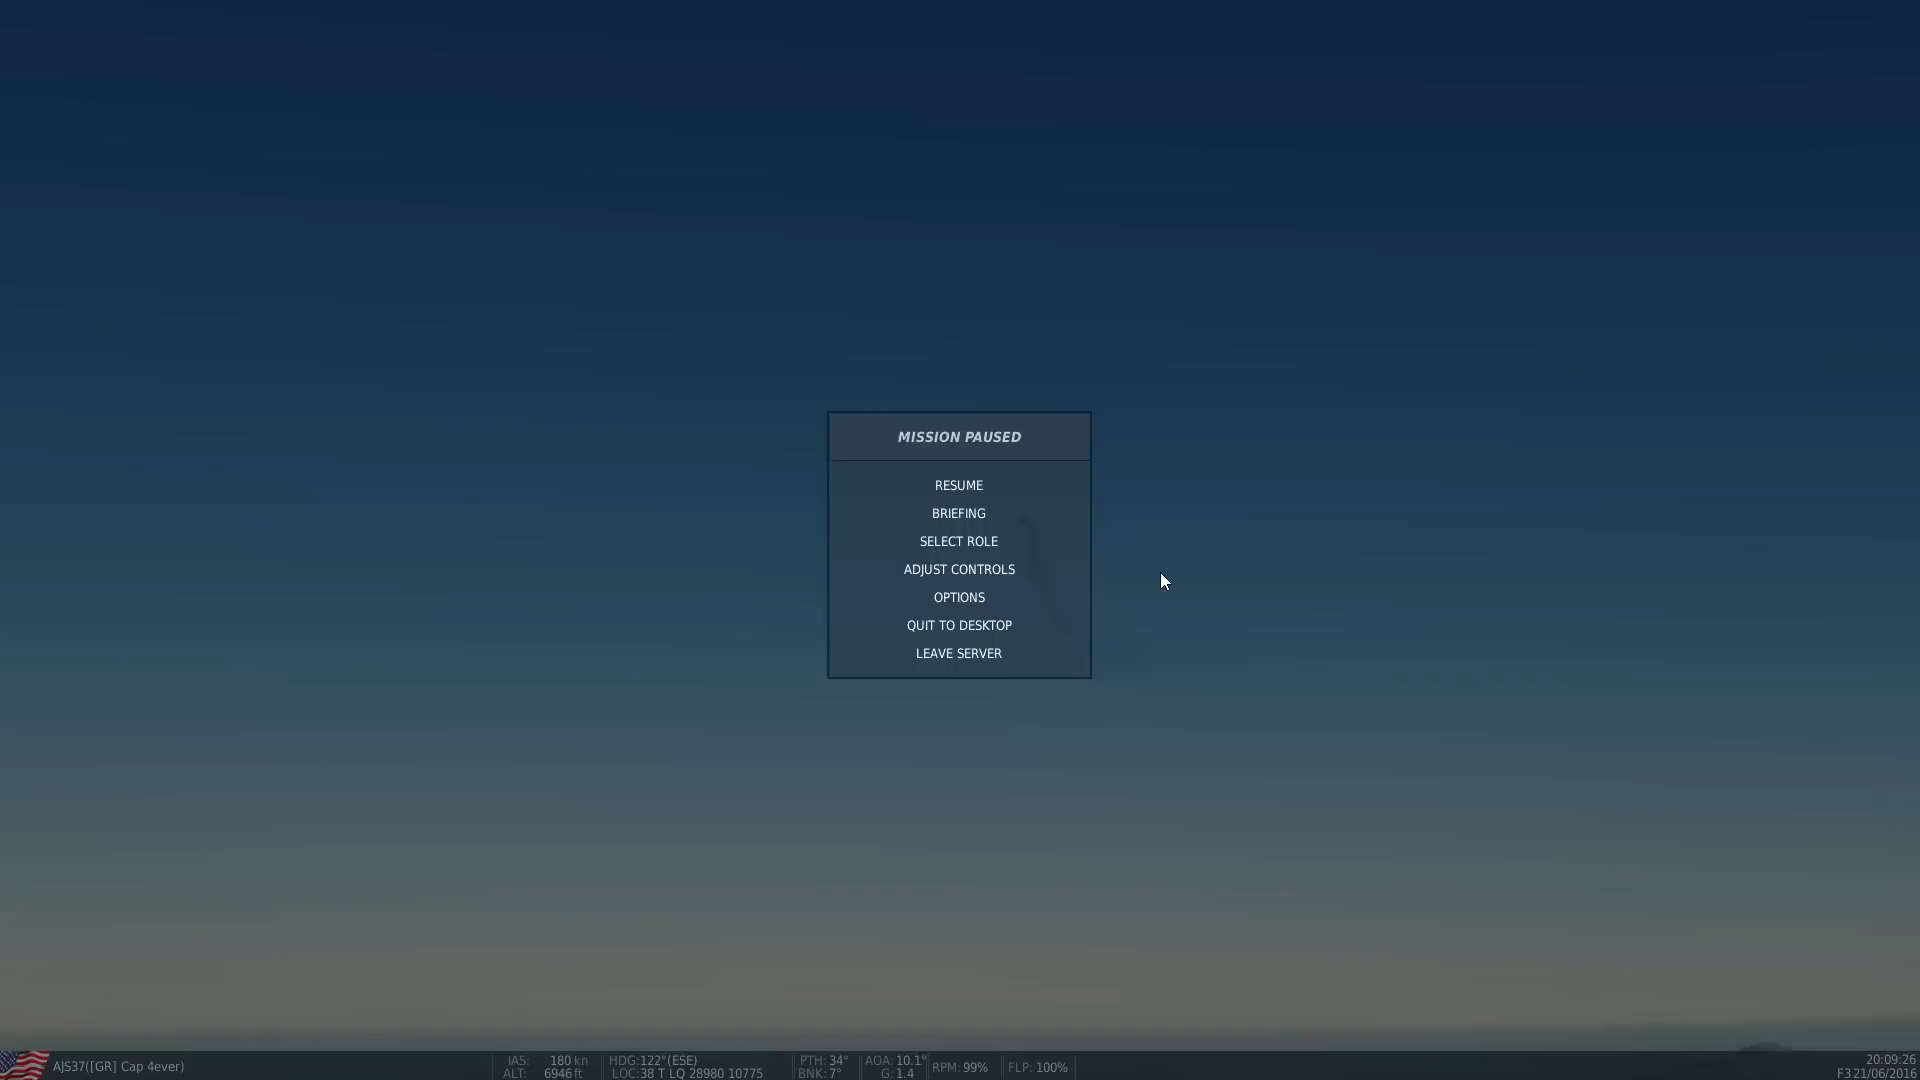 MISSION PAUSED
RESUME
BRIEFING
SELECT ROLE
ADJUST CONTROLS
OPTIONS
QUIT TO DESKTOP
LEAVE SERVER
AJS37([GR] Cap 4ever)
IAS: 180 kn
ALT: 6946 ft
HDG:122°(ESE)
LOC:38 T LQ 28980 10775
PTH: 34°
BNK: 7°
AOA: 10.1°
G: 1.4
RPM: 99%
FLP: 100%
20:09:26
F3 21/06/2016